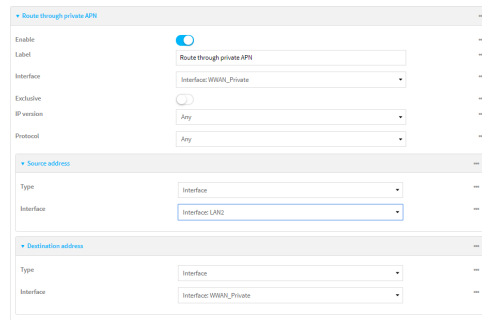 Route through private APN
Enable
Label Route through private APN
Interface Interface: WWAN_Private
Exclusive
IP version Any
Protocol Any
Source address
Type Interface
Interface Interface: LAN2
Destination address
Type Interface
Interface Interface: WWAN_Private